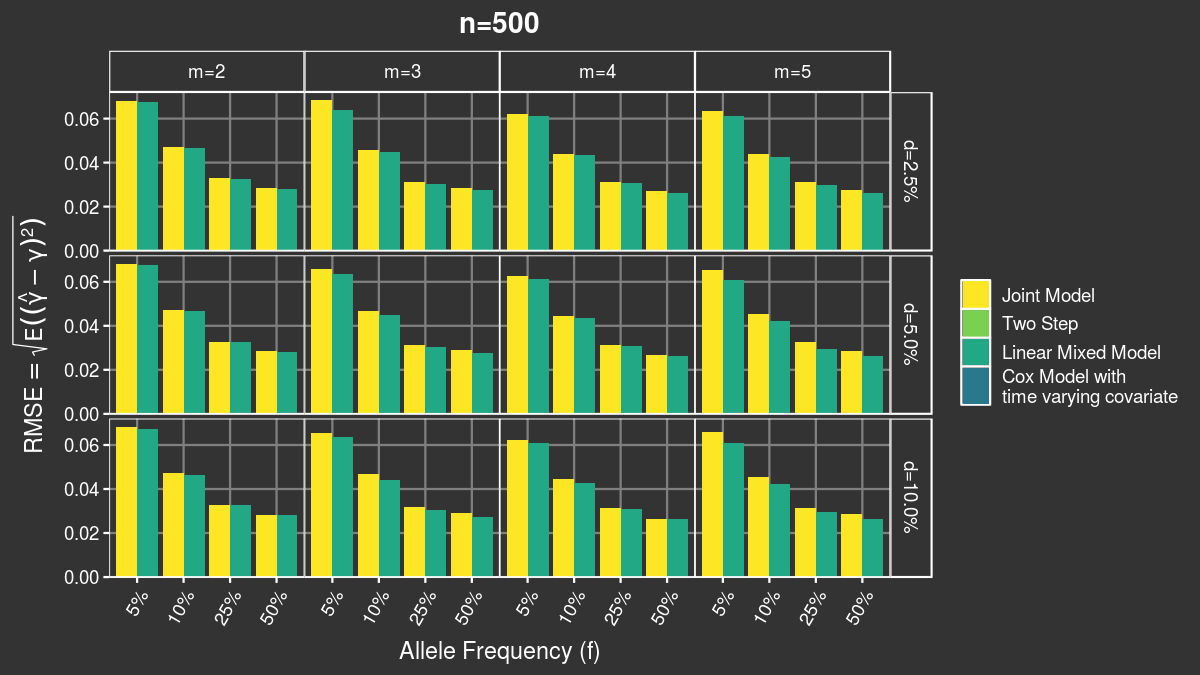 n=500
m=2 m=3 m=4 m=5
0.06
0.04
0.02
0.00
d=2.5%
0.06
0.04
0.02
0.00
d=5.0%
0.06
0.04
0.02
0.00
d=10.0%
RMSE = √E((γ̂ − γ)²)
5% 10% 25% 50% 5% 10% 25% 50% 5% 10% 25% 50% 5% 10% 25% 50%
Allele Frequency (f)
Joint Model
Two Step
Linear Mixed Model
Cox Model with
time varying covariate